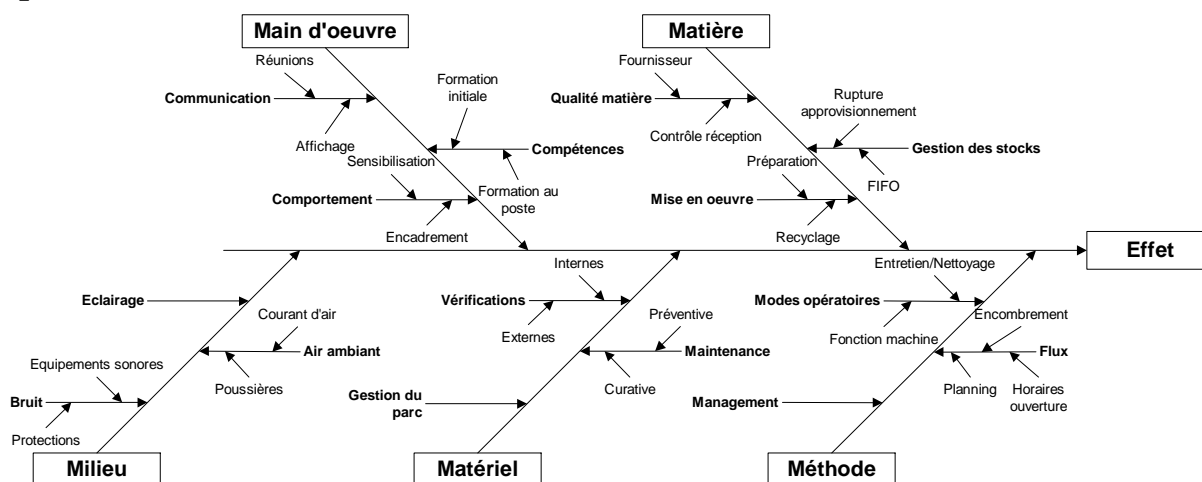 Main d'oeuvre
Matière
Réunions
Fournisseur
Formation
initiale
Rupture
approvisionnement
Communication
Qualité matière
Affichage
Contrôle réception
Compétences
Gestion des stocks
Sensibilisation
Préparation
Formation au
poste
FIFO
Comportement
Mise en oeuvre
Encadrement
Recyclage
Effet
Internes
Entretien/Nettoyage
Eclairage
Vérifications
Modes opératoires
Courant d'air
Préventive
Encombrement
Externes
Fonction machine
Air ambiant
Maintenance
Flux
Equipements sonores
Poussières
Curative
Planning
Horaires
ouverture
Bruit
Gestion du
parc
Management
Protections
Milieu
Matériel
Méthode